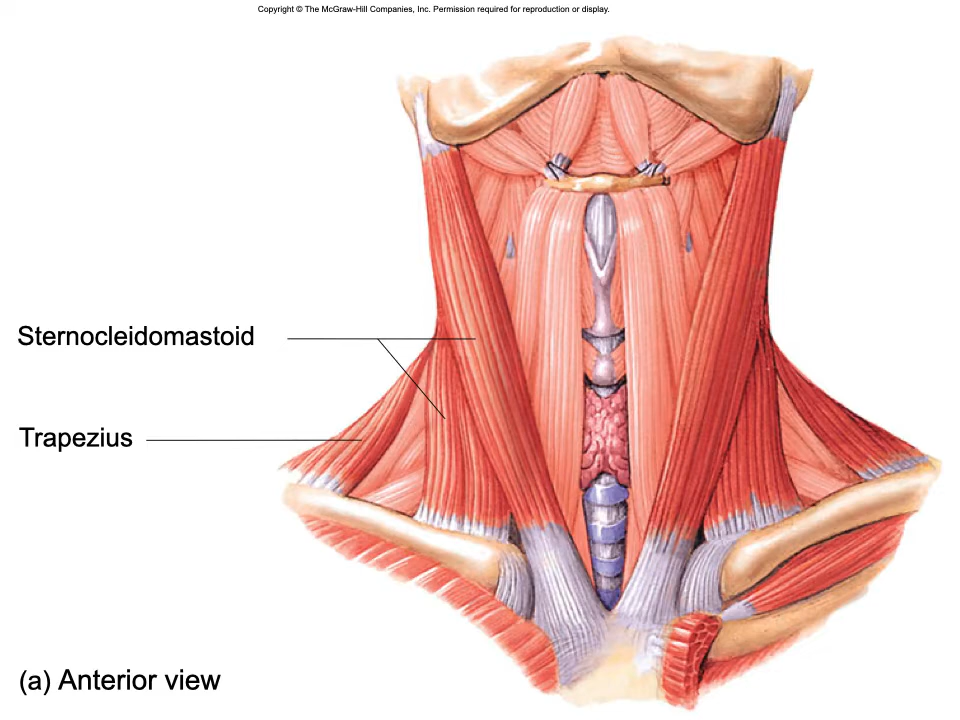 Copyright © The McGraw-Hill Companies, Inc. Permission required for reproduction or display.
Sternocleidomastoid
Trapezius
(a) Anterior view